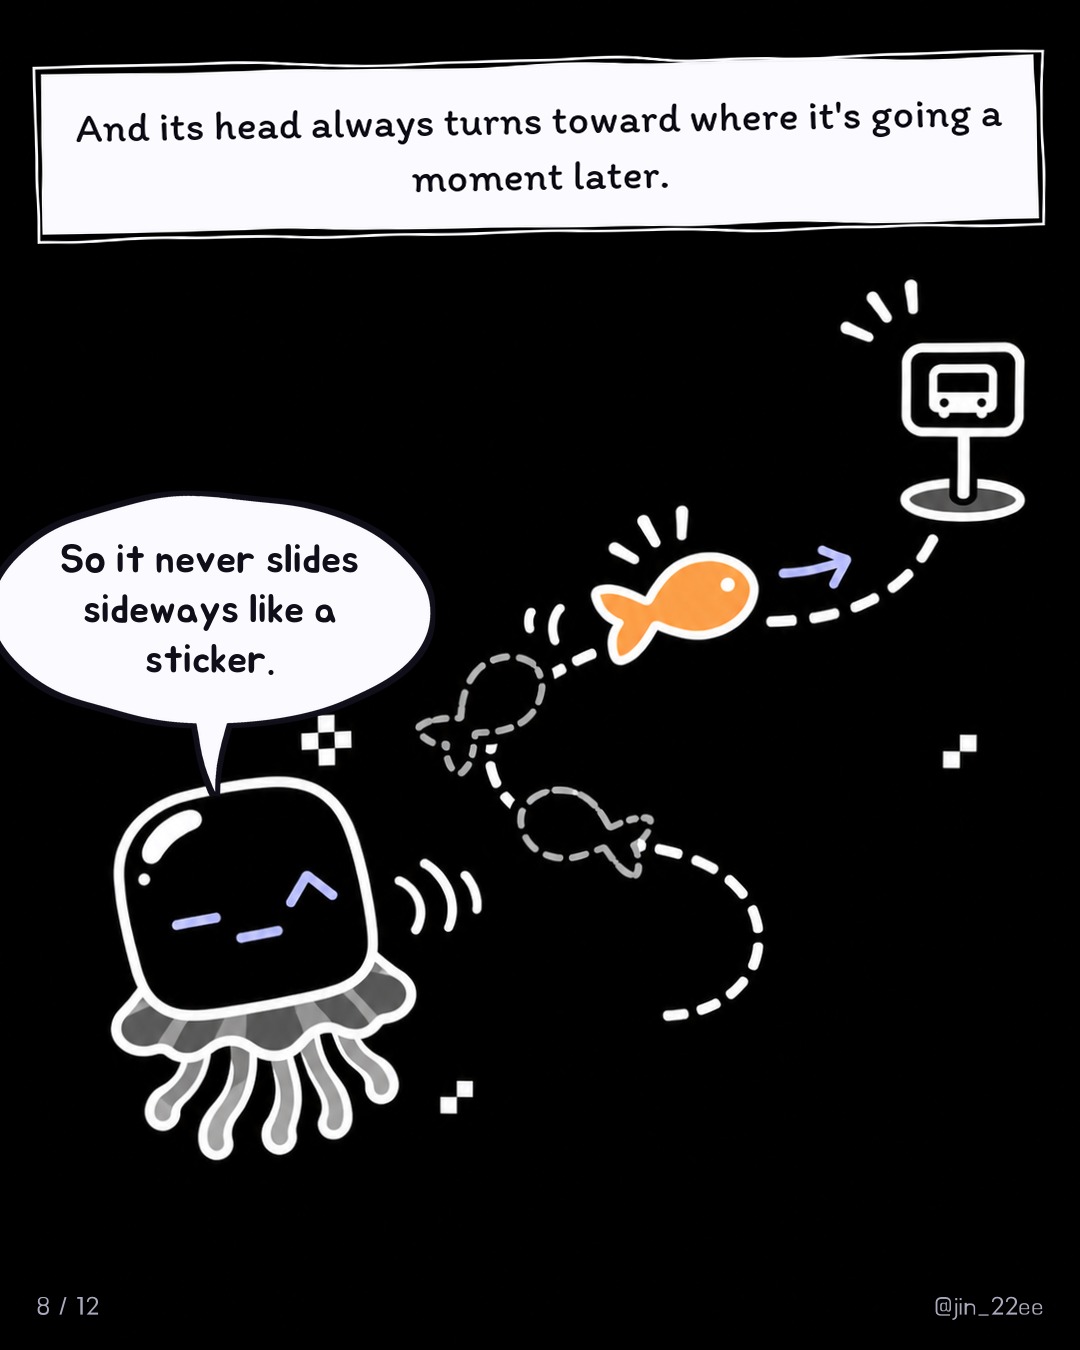 And its head always turns toward where it's going a
moment later.
So it never slides
sideways like a
sticker.
8 / 12
@jin_22ee